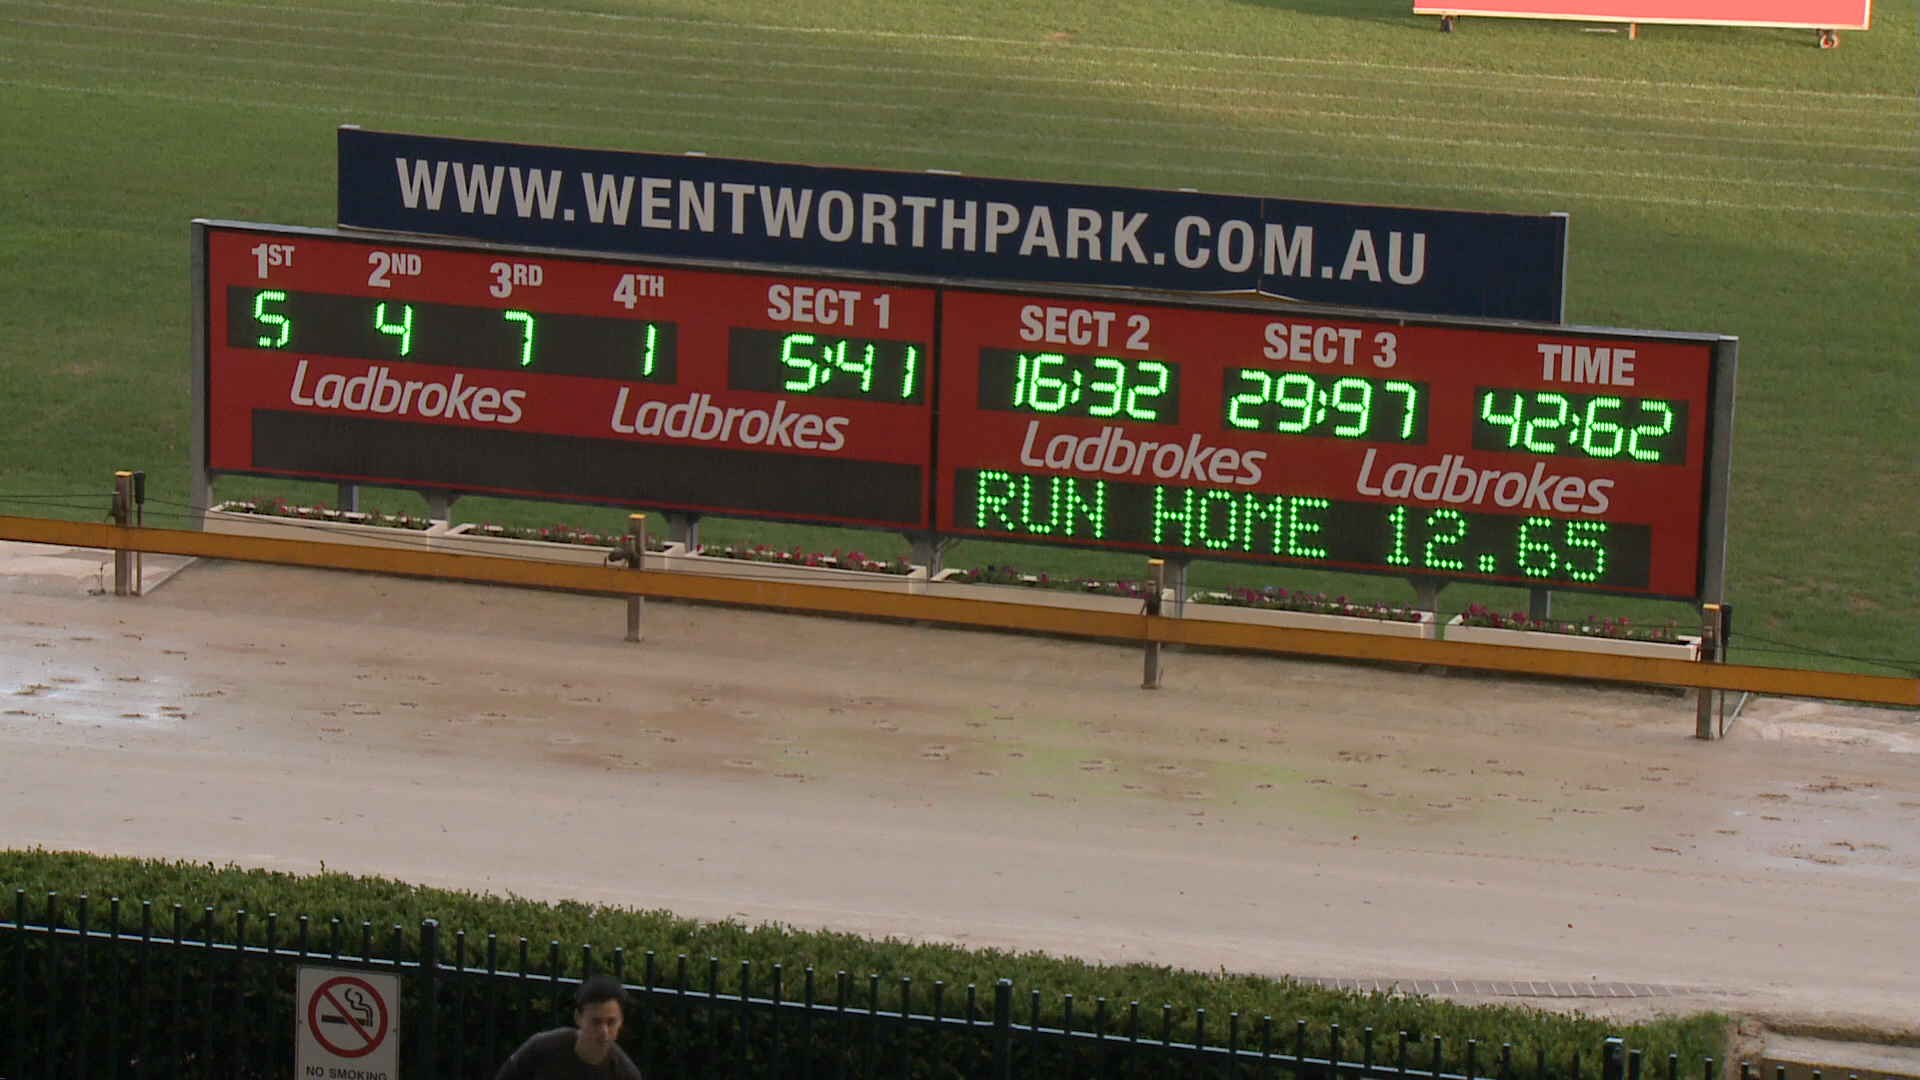 WWW.WENTWORTHPARK.COM.AU
1ST 2ND 3RD 4TH SECT 1 SECT 2 SECT 3 TIME
5 4 7 1 5:41 16:32 29:97 42:62
Ladbrokes Ladbrokes Ladbrokes Ladbrokes
RUN HOME 12.65
NO SMOKING